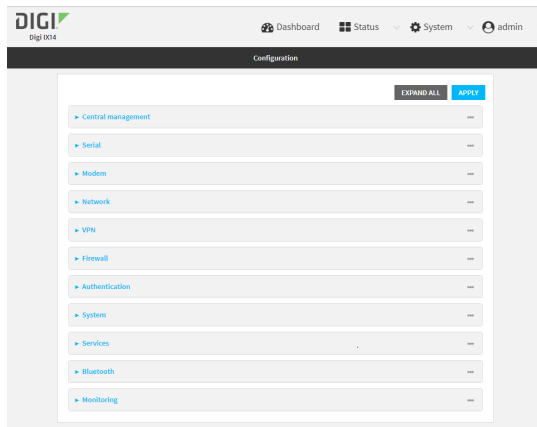 DIGI
Digi IX14
Dashboard Status System admin
Configuration
EXPAND ALL APPLY
Central management
Serial
Modem
Network
VPN
Firewall
Authentication
System
Services
Bluetooth
Monitoring